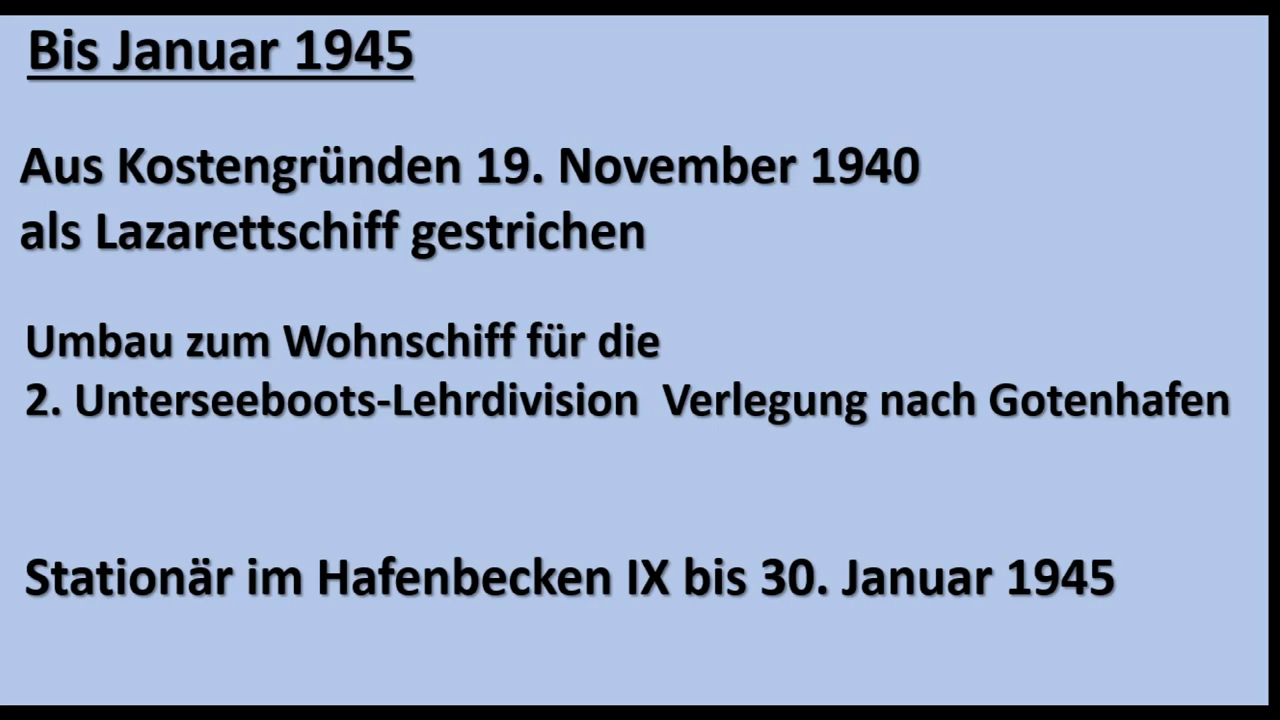 Bis Januar 1945
Aus Kostengründen 19. November 1940
als Lazarettschiff gestrichen
Umbau zum Wohnschiff für die
2. Unterseeboots-Lehrdivision  Verlegung nach Gotenhafen
Stationär im Hafenbecken IX bis 30. Januar 1945